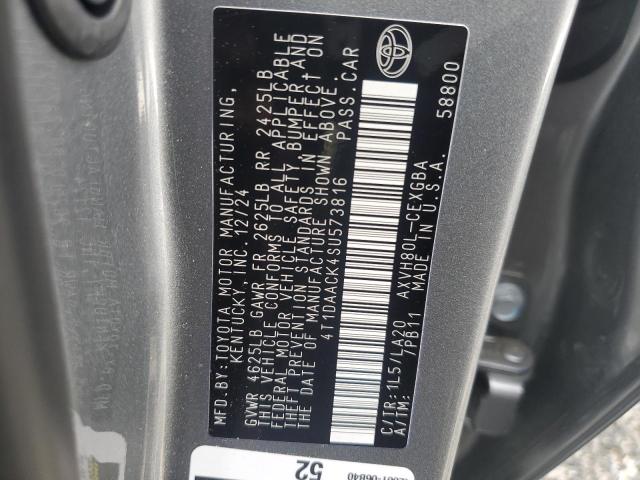 MFD. BY: TOYOTA MOTOR MANUFACTURING,
KENTUCKY, INC. 12/24
GVWR 4625LB GAWR FR 2625LB RR 2425LB
THIS VEHICLE CONFORMS TO ALL APPLICABLE
FEDERAL MOTOR VEHICLE SAFETY, BUMPER, AND
THEFT PREVENTION STANDARDS IN EFFECT ON
THE DATE OF MANUFACTURE SHOWN ABOVE.
4T1DAACK4SU573816 PASS. CAR
C/TR: 1L5/LA20 AXVH80L-CEXGBA
A/TM: 7PB11 MADE IN U.S.A. 58800
52